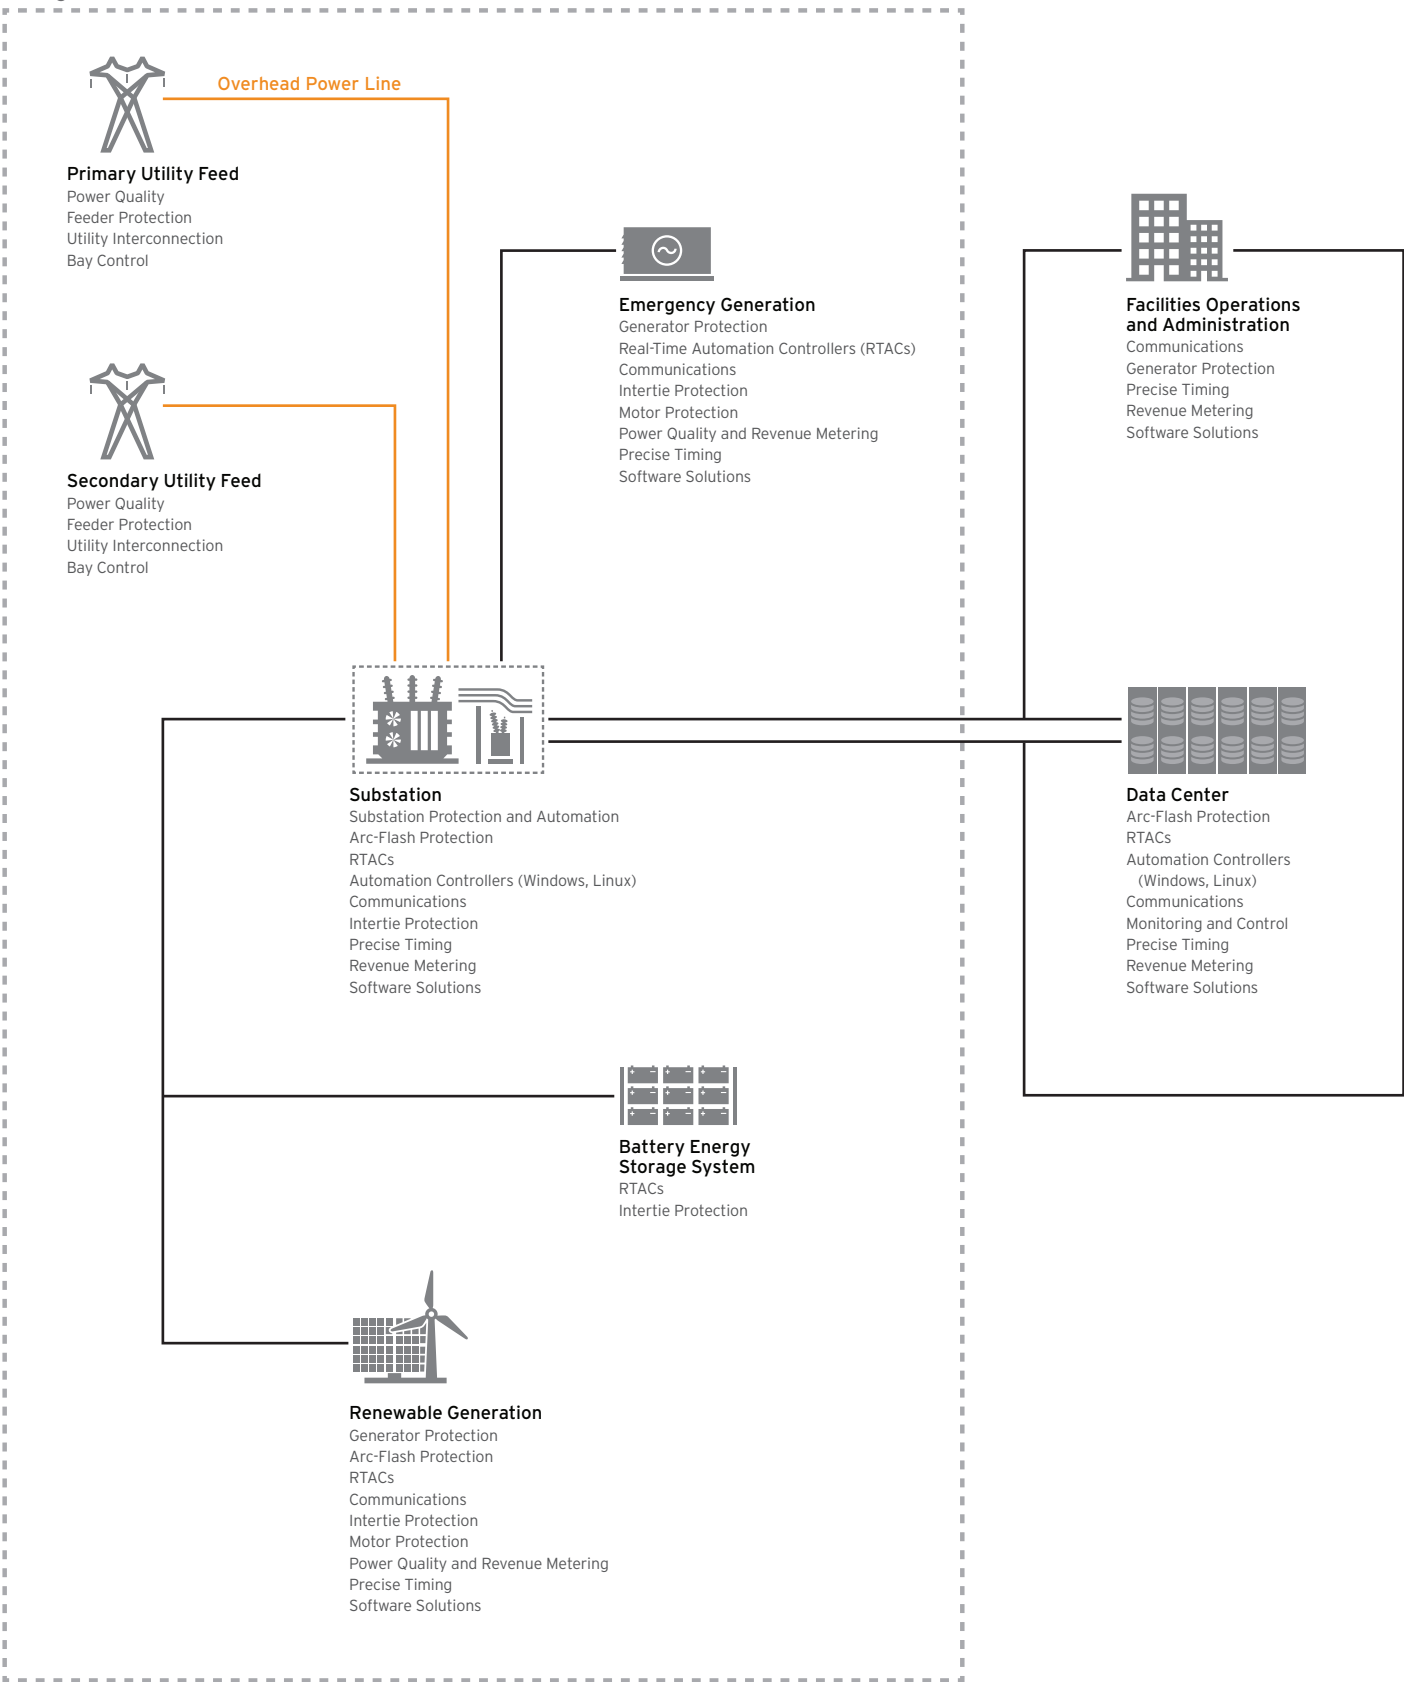 Overhead Power Line
Primary Utility Feed
Power Quality
Feeder Protection
Utility Interconnection
Bay Control
Secondary Utility Feed
Power Quality
Feeder Protection
Utility Interconnection
Bay Control
Emergency Generation
Generator Protection
Real-Time Automation Controllers (RTACs)
Communications
Intertie Protection
Motor Protection
Power Quality and Revenue Metering
Precise Timing
Software Solutions
Facilities Operations
and Administration
Communications
Generator Protection
Precise Timing
Revenue Metering
Software Solutions
Substation
Substation Protection and Automation
Arc-Flash Protection
RTACs
Automation Controllers (Windows, Linux)
Communications
Intertie Protection
Precise Timing
Revenue Metering
Software Solutions
Data Center
Arc-Flash Protection
RTACs
Automation Controllers
(Windows, Linux)
Communications
Monitoring and Control
Precise Timing
Revenue Metering
Software Solutions
Battery Energy
Storage System
RTACs
Intertie Protection
Renewable Generation
Generator Protection
Arc-Flash Protection
RTACs
Communications
Intertie Protection
Motor Protection
Power Quality and Revenue Metering
Precise Timing
Software Solutions